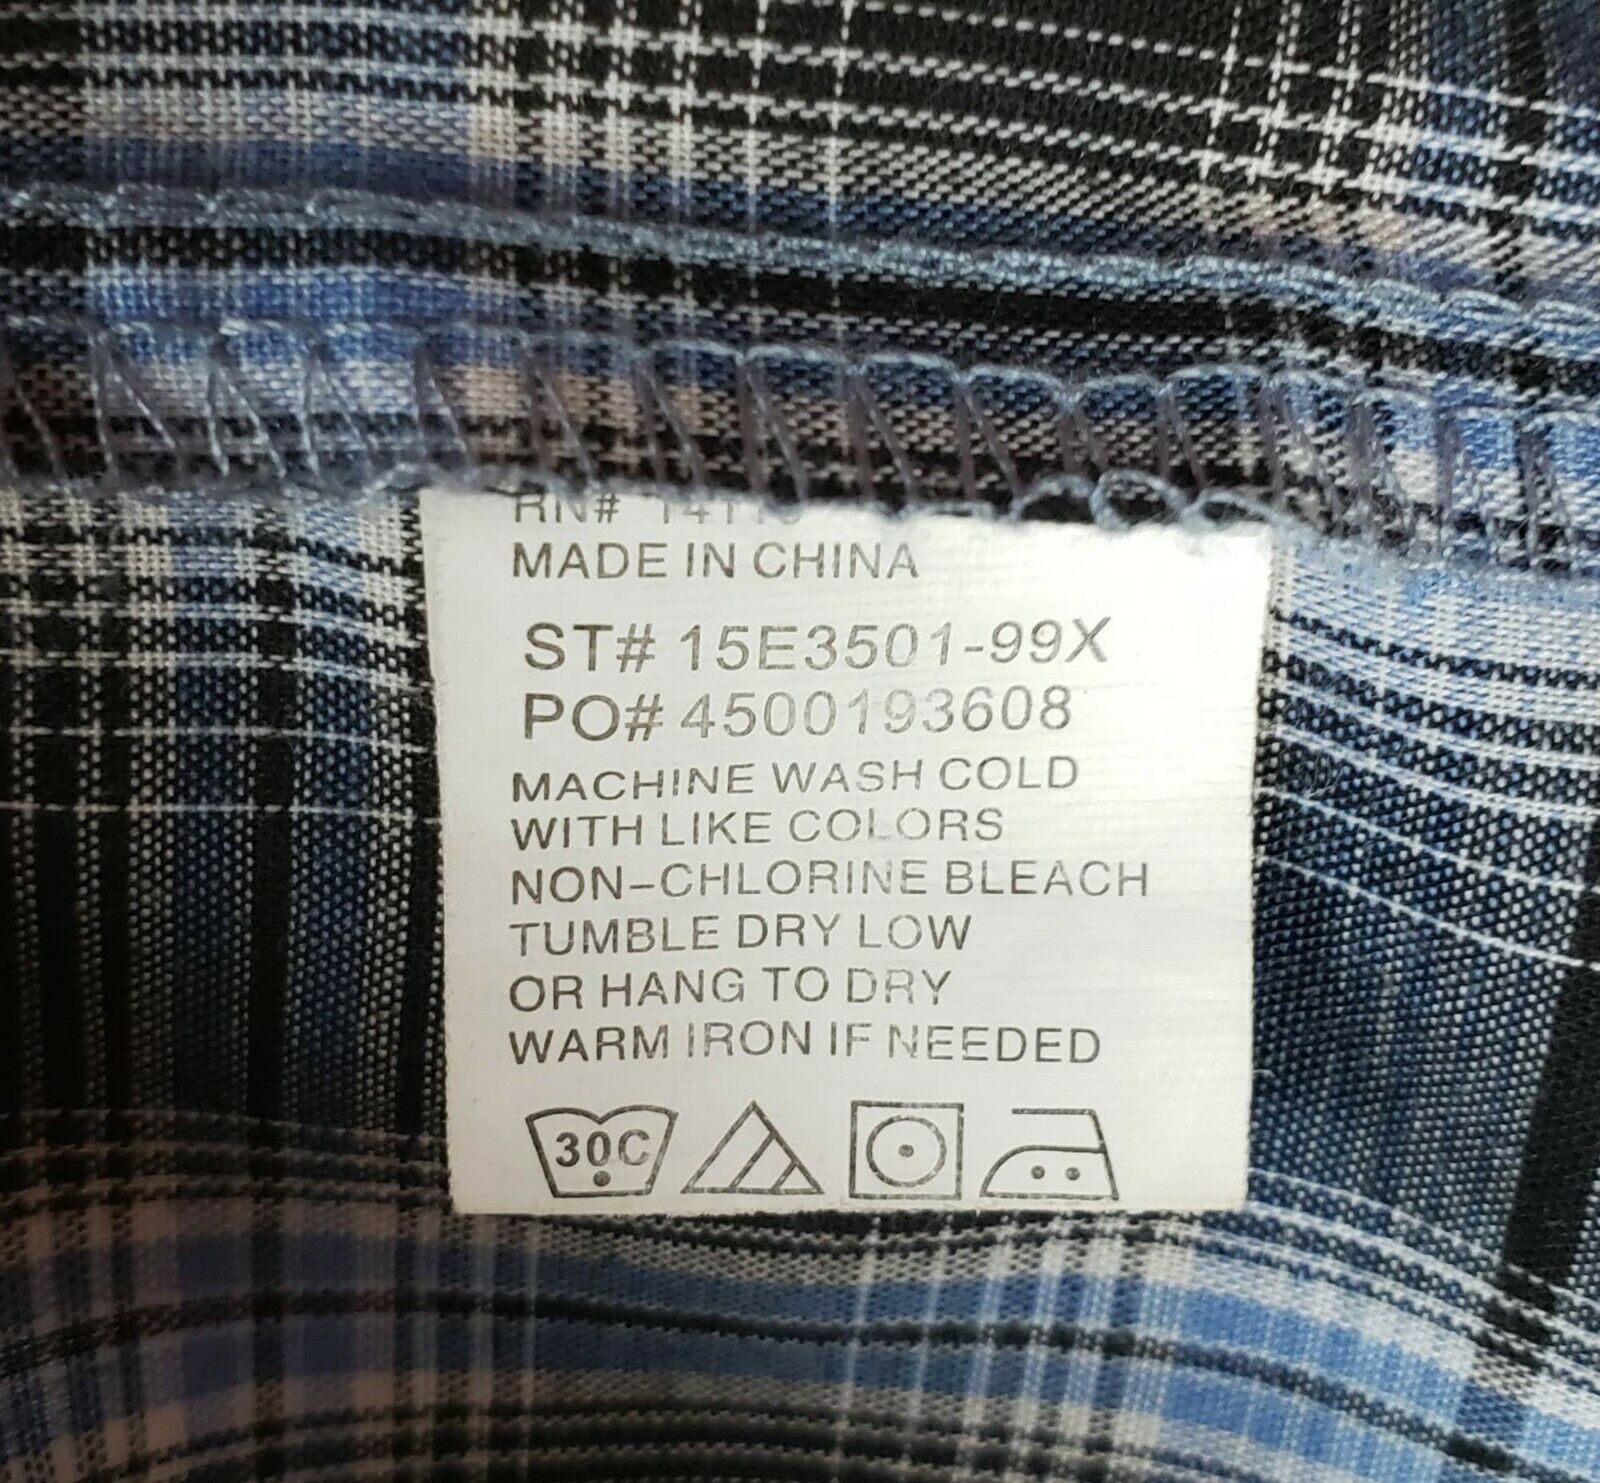 RN#
MADE IN CHINA
ST# 15E3501-99X
PO# 4500193608
MACHINE WASH COLD
WITH LIKE COLORS
NON-CHLORINE BLEACH
TUMBLE DRY LOW
OR HANG TO DRY
WARM IRON IF NEEDED
30C